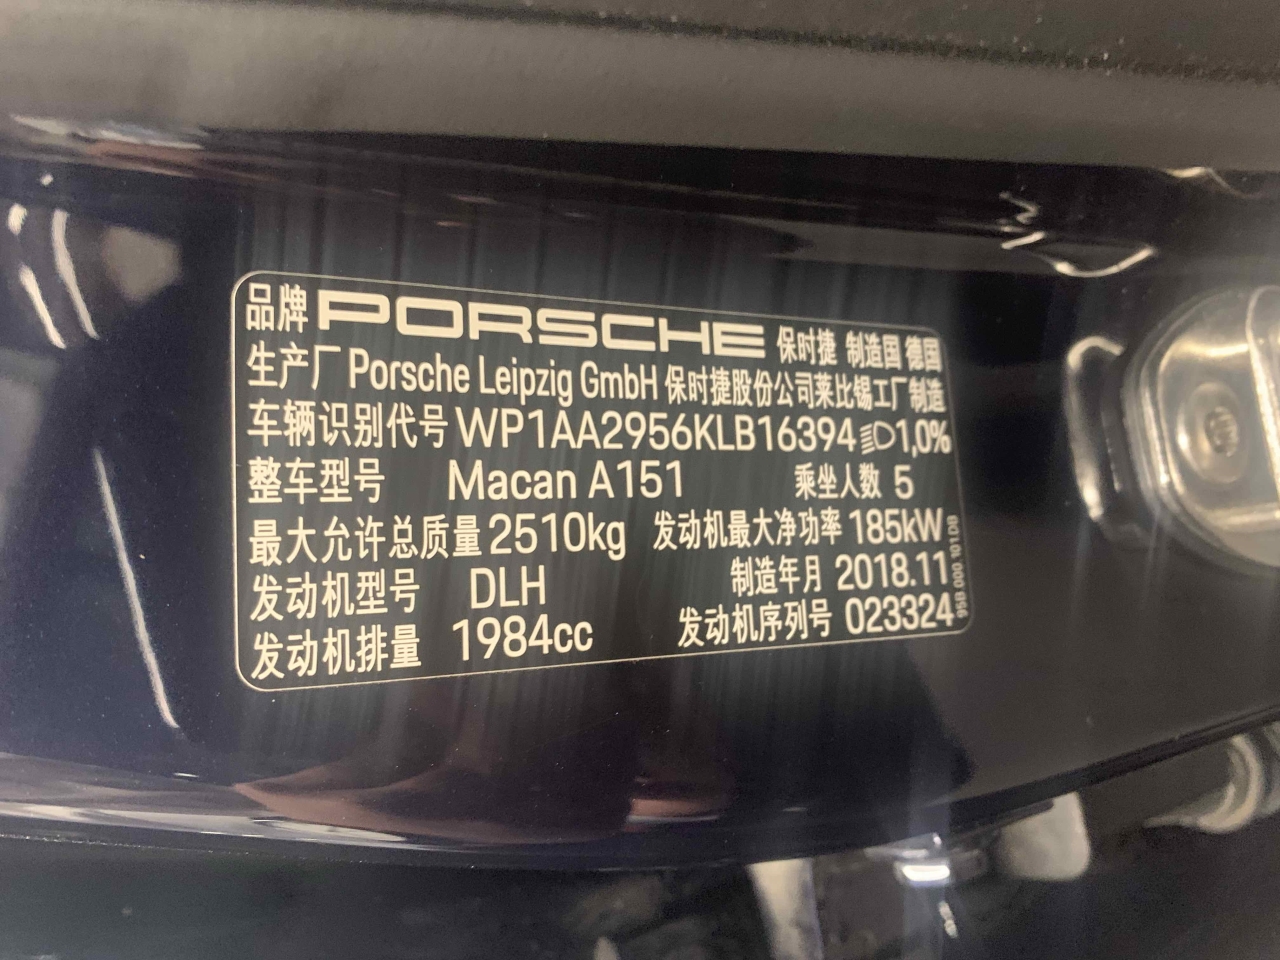 品牌 PORSCHE 保时捷 制造国 德国
生产厂 Porsche Leipzig GmbH 保时捷股份公司莱比锡工厂制造
车辆识别代号 WP1AA2956KLB16394 1,0%
整车型号 Macan A151 乘坐人数 5
最大允许总质量 2510kg 发动机最大净功率 185kW
发动机型号 DLH 制造年月 2018.11
发动机排量 1984cc 发动机序列号 023324
95B.000.101.DB